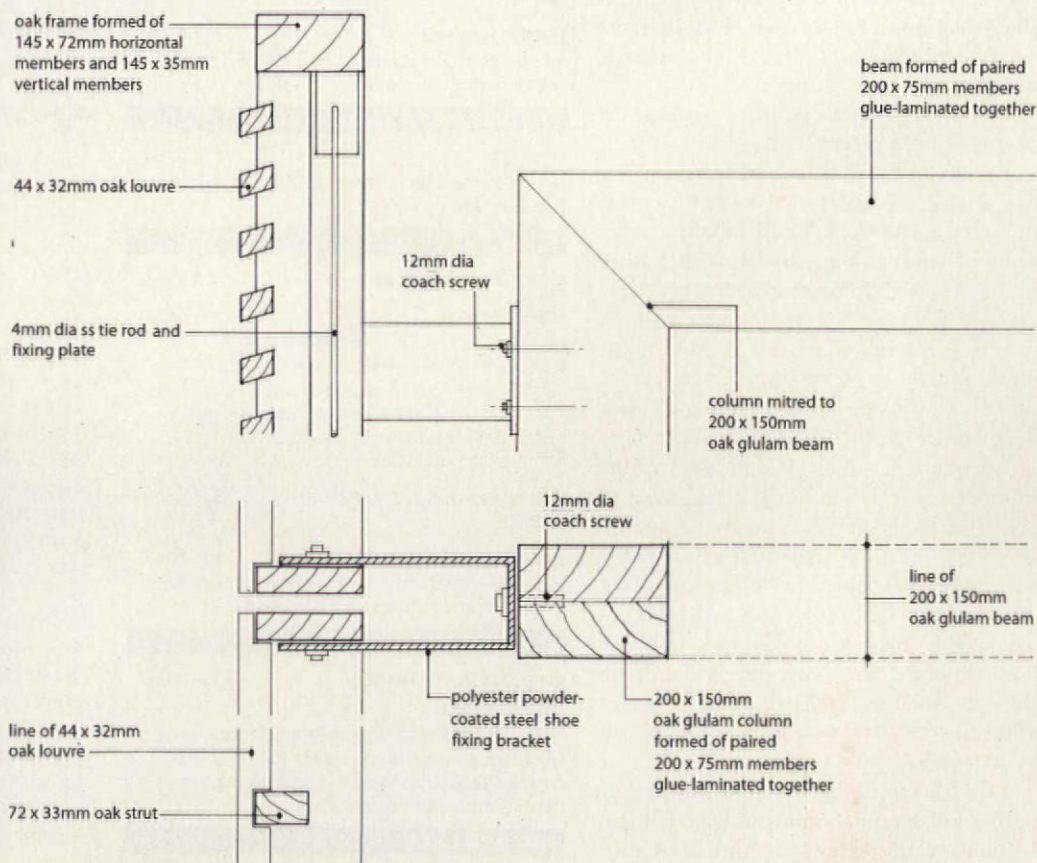 oak frame formed of
145 x 72mm horizontal
members and 145 x 35mm
vertical members
beam formed of paired
200 x 75mm members
glue-laminated together
44 x 32mm oak louvre
12mm dia
coach screw
4mm dia ss tie rod and
fixing plate
column mitred to
200 x 150mm
oak glulam beam
12mm dia
coach screw
line of
200 x 150mm
oak glulam beam
polyester powder-
coated steel shoe
fixing bracket
200 x 150mm
oak glulam column
formed of paired
200 x 75mm members
glue-laminated together
line of 44 x 32mm
oak louvre
72 x 33mm oak strut